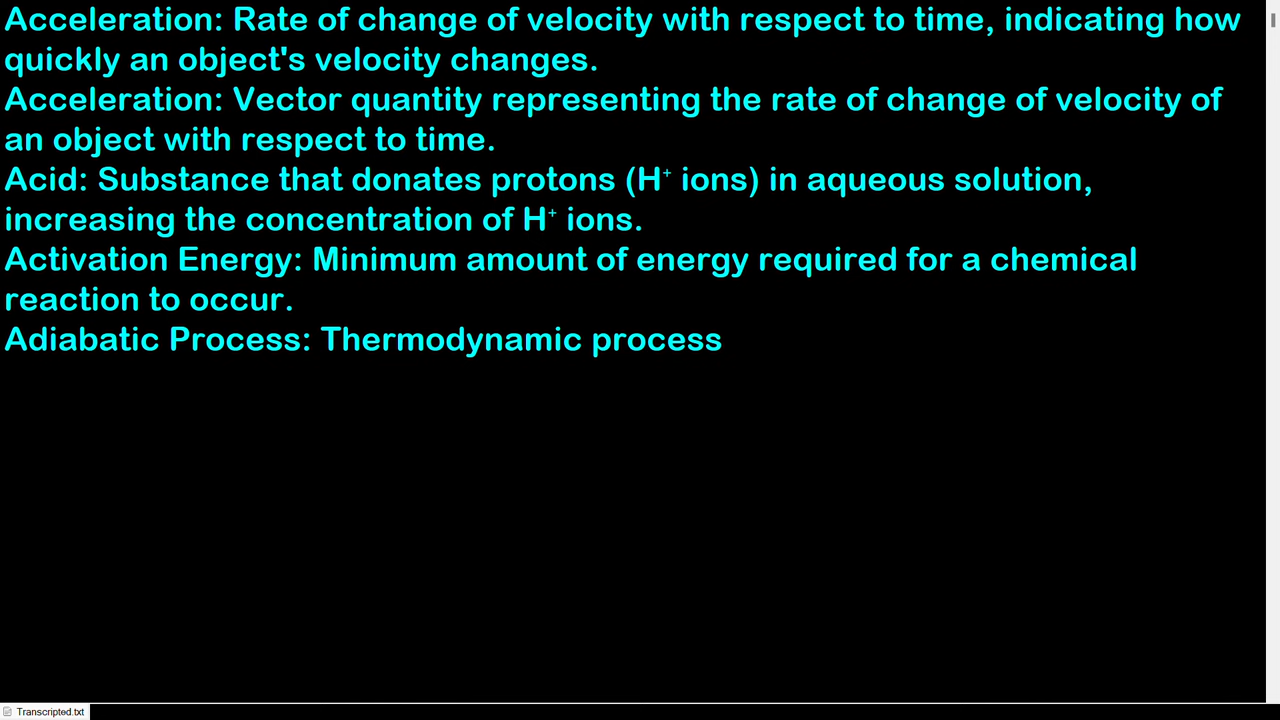 Acceleration: Rate of change of velocity with respect to time, indicating how
quickly an object's velocity changes.
Acceleration: Vector quantity representing the rate of change of velocity of
an object with respect to time.
Acid: Substance that donates protons (H⁺ ions) in aqueous solution,
increasing the concentration of H⁺ ions.
Activation Energy: Minimum amount of energy required for a chemical
reaction to occur.
Adiabatic Process: Thermodynamic process
Transcripted.txt